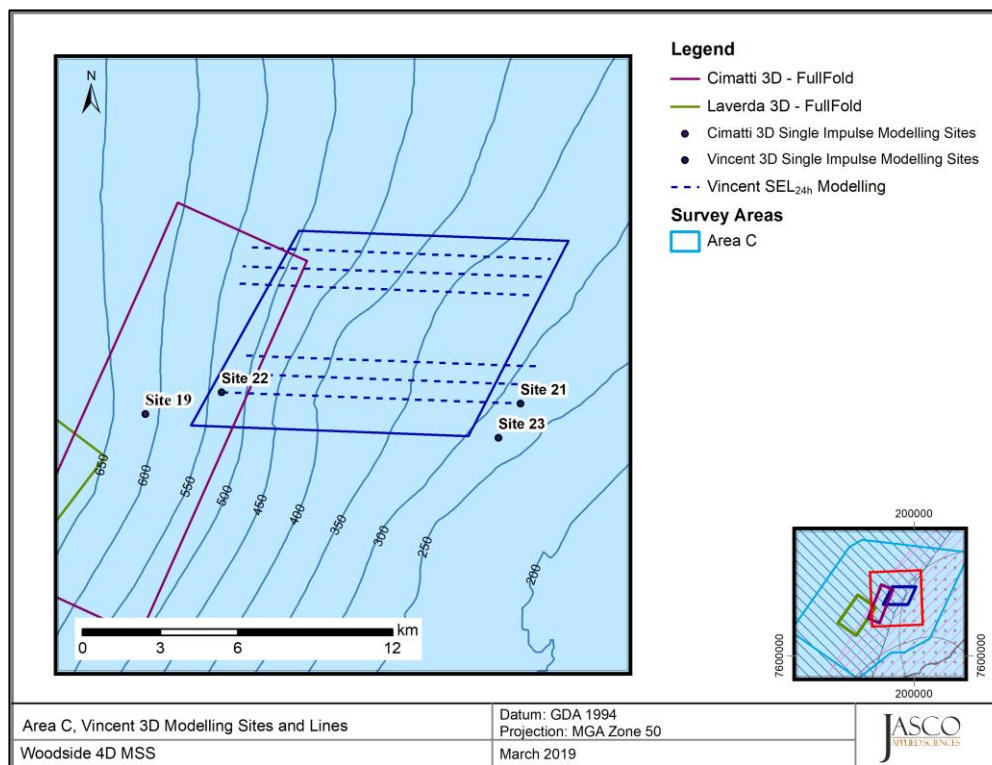 N
Site 22
Site 19
Site 21
Site 23
650
600
550
500
450
400
350
300
250
200
km
0 3 6 12
Legend
Cimatti 3D - FullFold
Laverda 3D - FullFold
Cimatti 3D Single Impulse Modelling Sites
Vincent 3D Single Impulse Modelling Sites
Vincent SEL24h Modelling
Survey Areas
Area C
200000
7600000
7600000
200000
Area C, Vincent 3D Modelling Sites and Lines
Woodside 4D MSS
Datum: GDA 1994
Projection: MGA Zone 50
March 2019
JASCO
APPLIED SCIENCES